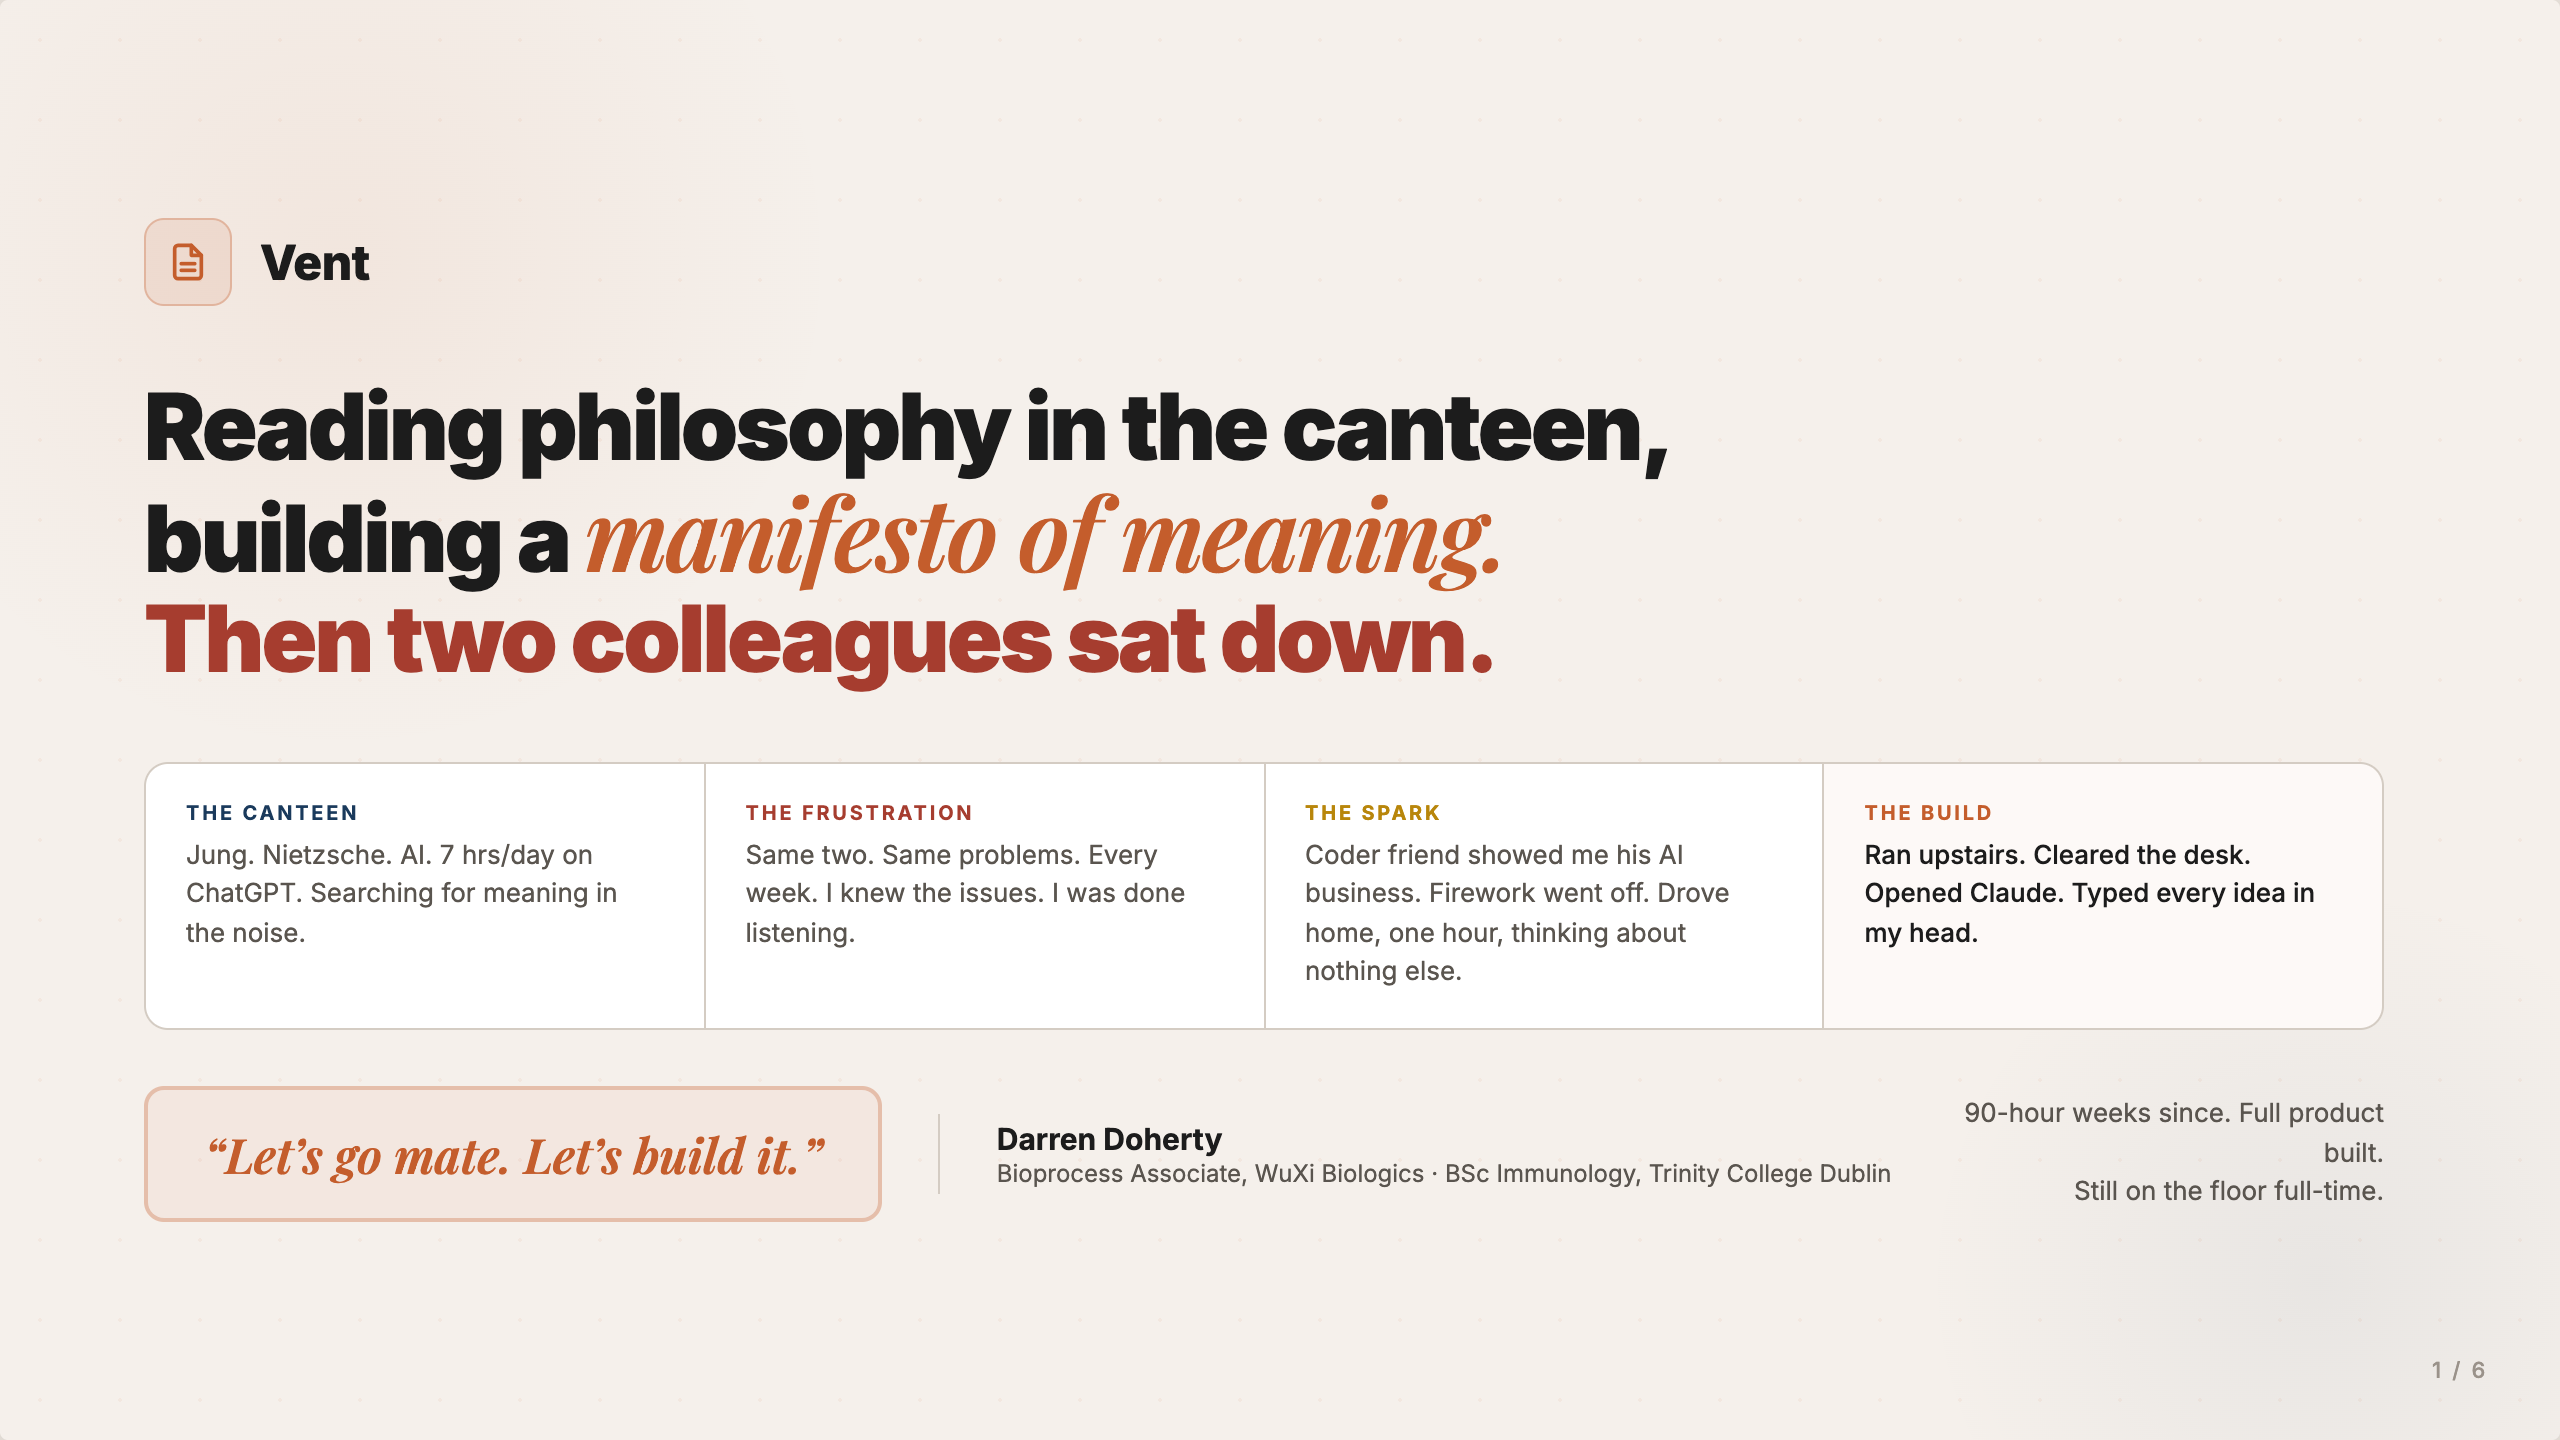 Vent
Reading philosophy in the canteen,
building a manifesto of meaning.
Then two colleagues sat down.
THE CANTEEN
Jung. Nietzsche. AI. 7 hrs/day on
ChatGPT. Searching for meaning in
the noise.
THE FRUSTRATION
Same two. Same problems. Every
week. I knew the issues. I was done
listening.
THE SPARK
Coder friend showed me his AI
business. Firework went off. Drove
home, one hour, thinking about
nothing else.
THE BUILD
Ran upstairs. Cleared the desk.
Opened Claude. Typed every idea in
my head.
“Let’s go mate. Let’s build it.”
Darren Doherty
Bioprocess Associate, WuXi Biologics · BSc Immunology, Trinity College Dublin
90-hour weeks since. Full product
built.
Still on the floor full-time.
1 / 6